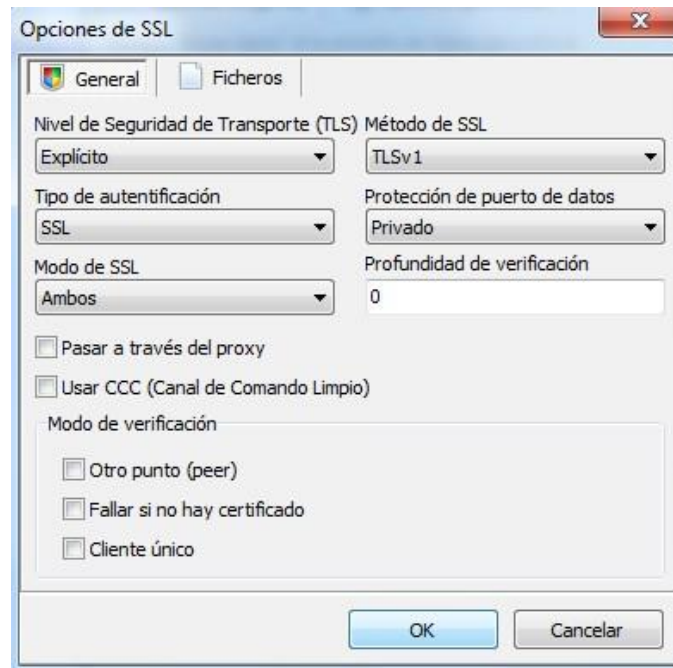 Opciones de SSL
General Ficheros
Nivel de Seguridad de Transporte (TLS) Método de SSL
Explícito TLSv1
Tipo de autentificación Protección de puerto de datos
SSL Privado
Modo de SSL Profundidad de verificación
Ambos 0
Pasar a través del proxy
Usar CCC (Canal de Comando Limpio)
Modo de verificación
Otro punto (peer)
Fallar si no hay certificado
Cliente único
OK Cancelar